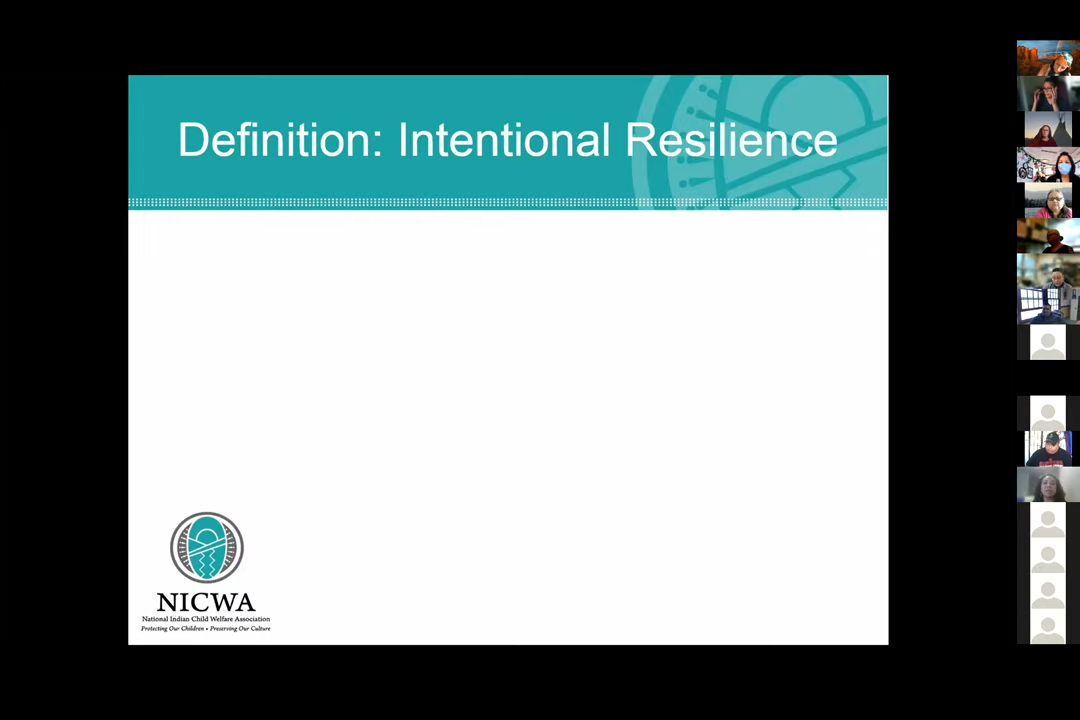 Definition: Intentional Resilience
NICWA
National Indian Child Welfare Association
Protecting Our Children • Preserving Our Culture